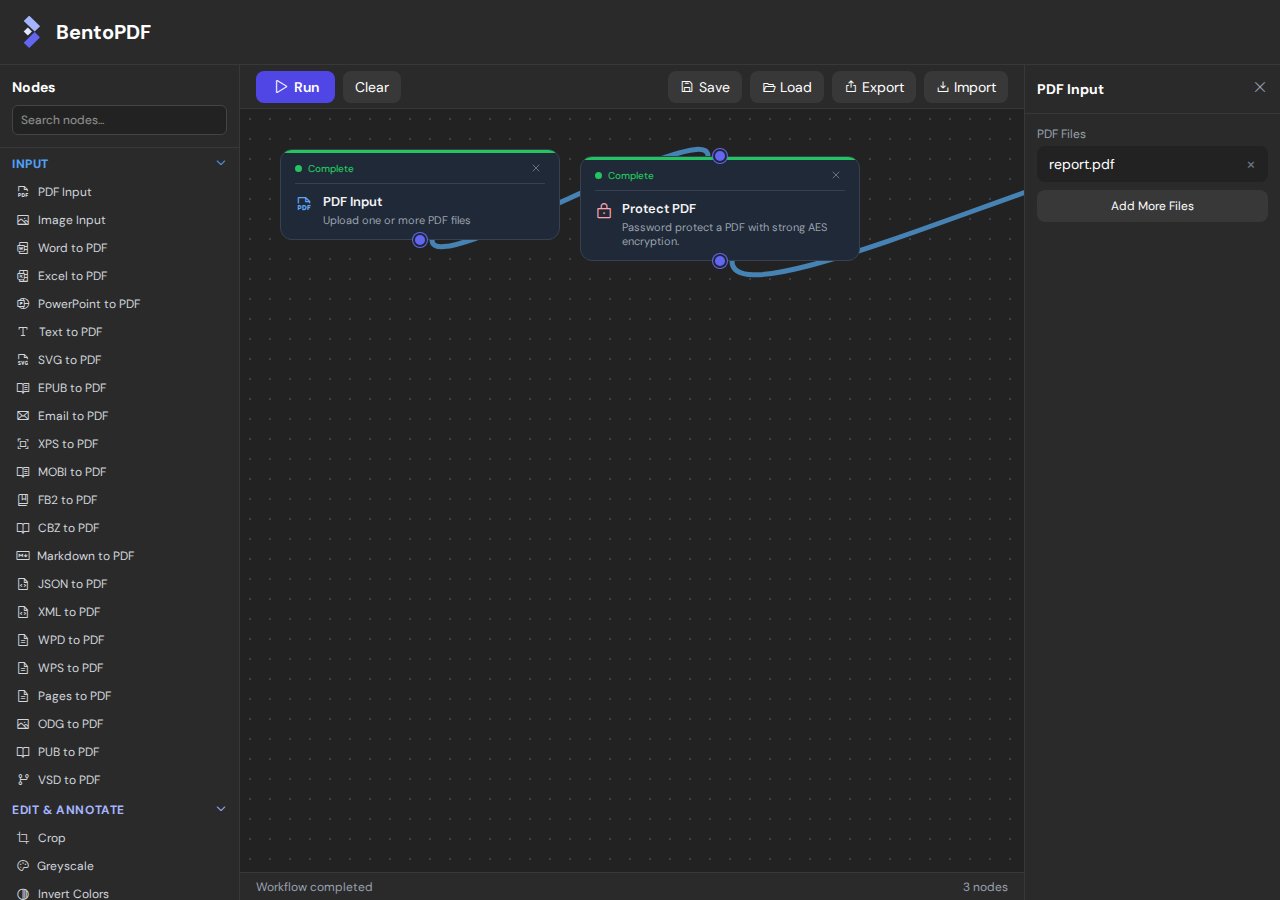 BentoPDF
Nodes
Search nodes...
INPUT
PDF Input
Image Input
Word to PDF
Excel to PDF
PowerPoint to PDF
Text to PDF
SVG to PDF
EPUB to PDF
Email to PDF
XPS to PDF
MOBI to PDF
FB2 to PDF
CBZ to PDF
Markdown to PDF
JSON to PDF
XML to PDF
WPD to PDF
WPS to PDF
Pages to PDF
ODG to PDF
PUB to PDF
VSD to PDF
EDIT & ANNOTATE
Crop
Greyscale
Invert Colors
Run
Clear
Save
Load
Export
Import
Complete
PDF Input
Upload one or more PDF files
Complete
Protect PDF
Password protect a PDF with strong AES
encryption.
Workflow completed
3 nodes
PDF Input
PDF Files
report.pdf
Add More Files